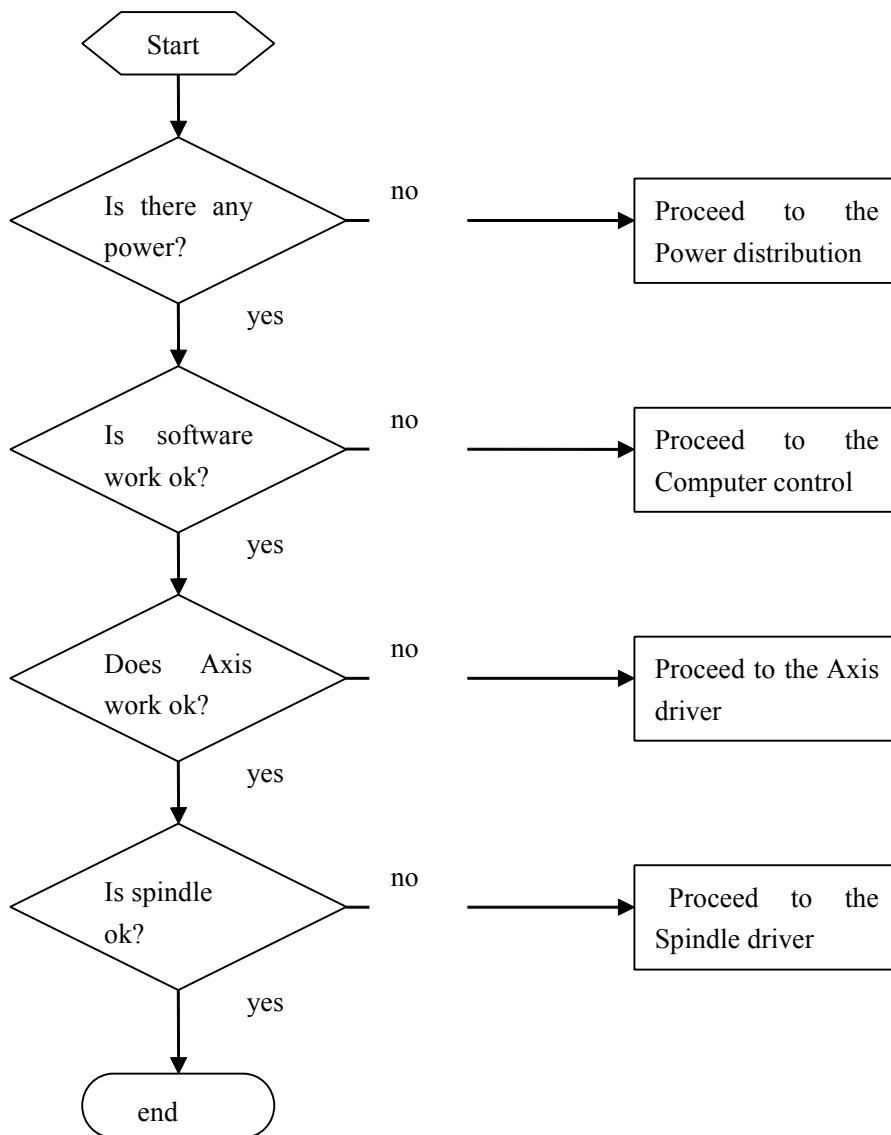 Start
Is there any
power?
no
Proceed to the
Power distribution
yes
Is software
work ok?
no
Proceed to the
Computer control
yes
Does Axis
work ok?
no
Proceed to the Axis
driver
yes
Is spindle
ok?
no
Proceed to the
Spindle driver
yes
end